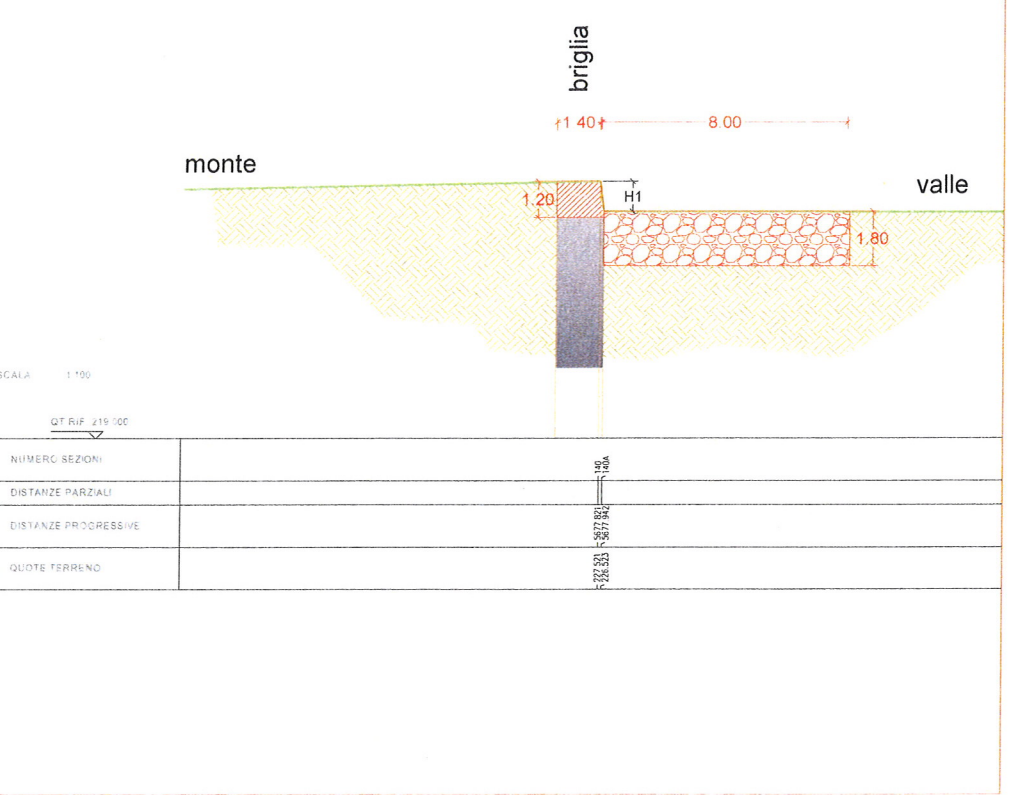 briglia
1 40
8.00
monte
valle
1.20
H1
1.80
SCALA 1:100
QT.RIF. 219.000
NUMERO SEZIONI
140
140A
DISTANZE PARZIALI
DISTANZE PROGRESSIVE
5677.821
5677.942
QUOTE TERRENO
227.521
226.523